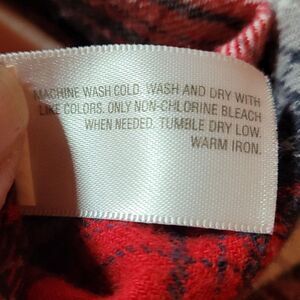 MACHINE WASH COLD. WASH AND DRY WITH
LIKE COLORS. ONLY NON-CHLORINE BLEACH
WHEN NEEDED. TUMBLE DRY LOW.
WARM IRON.